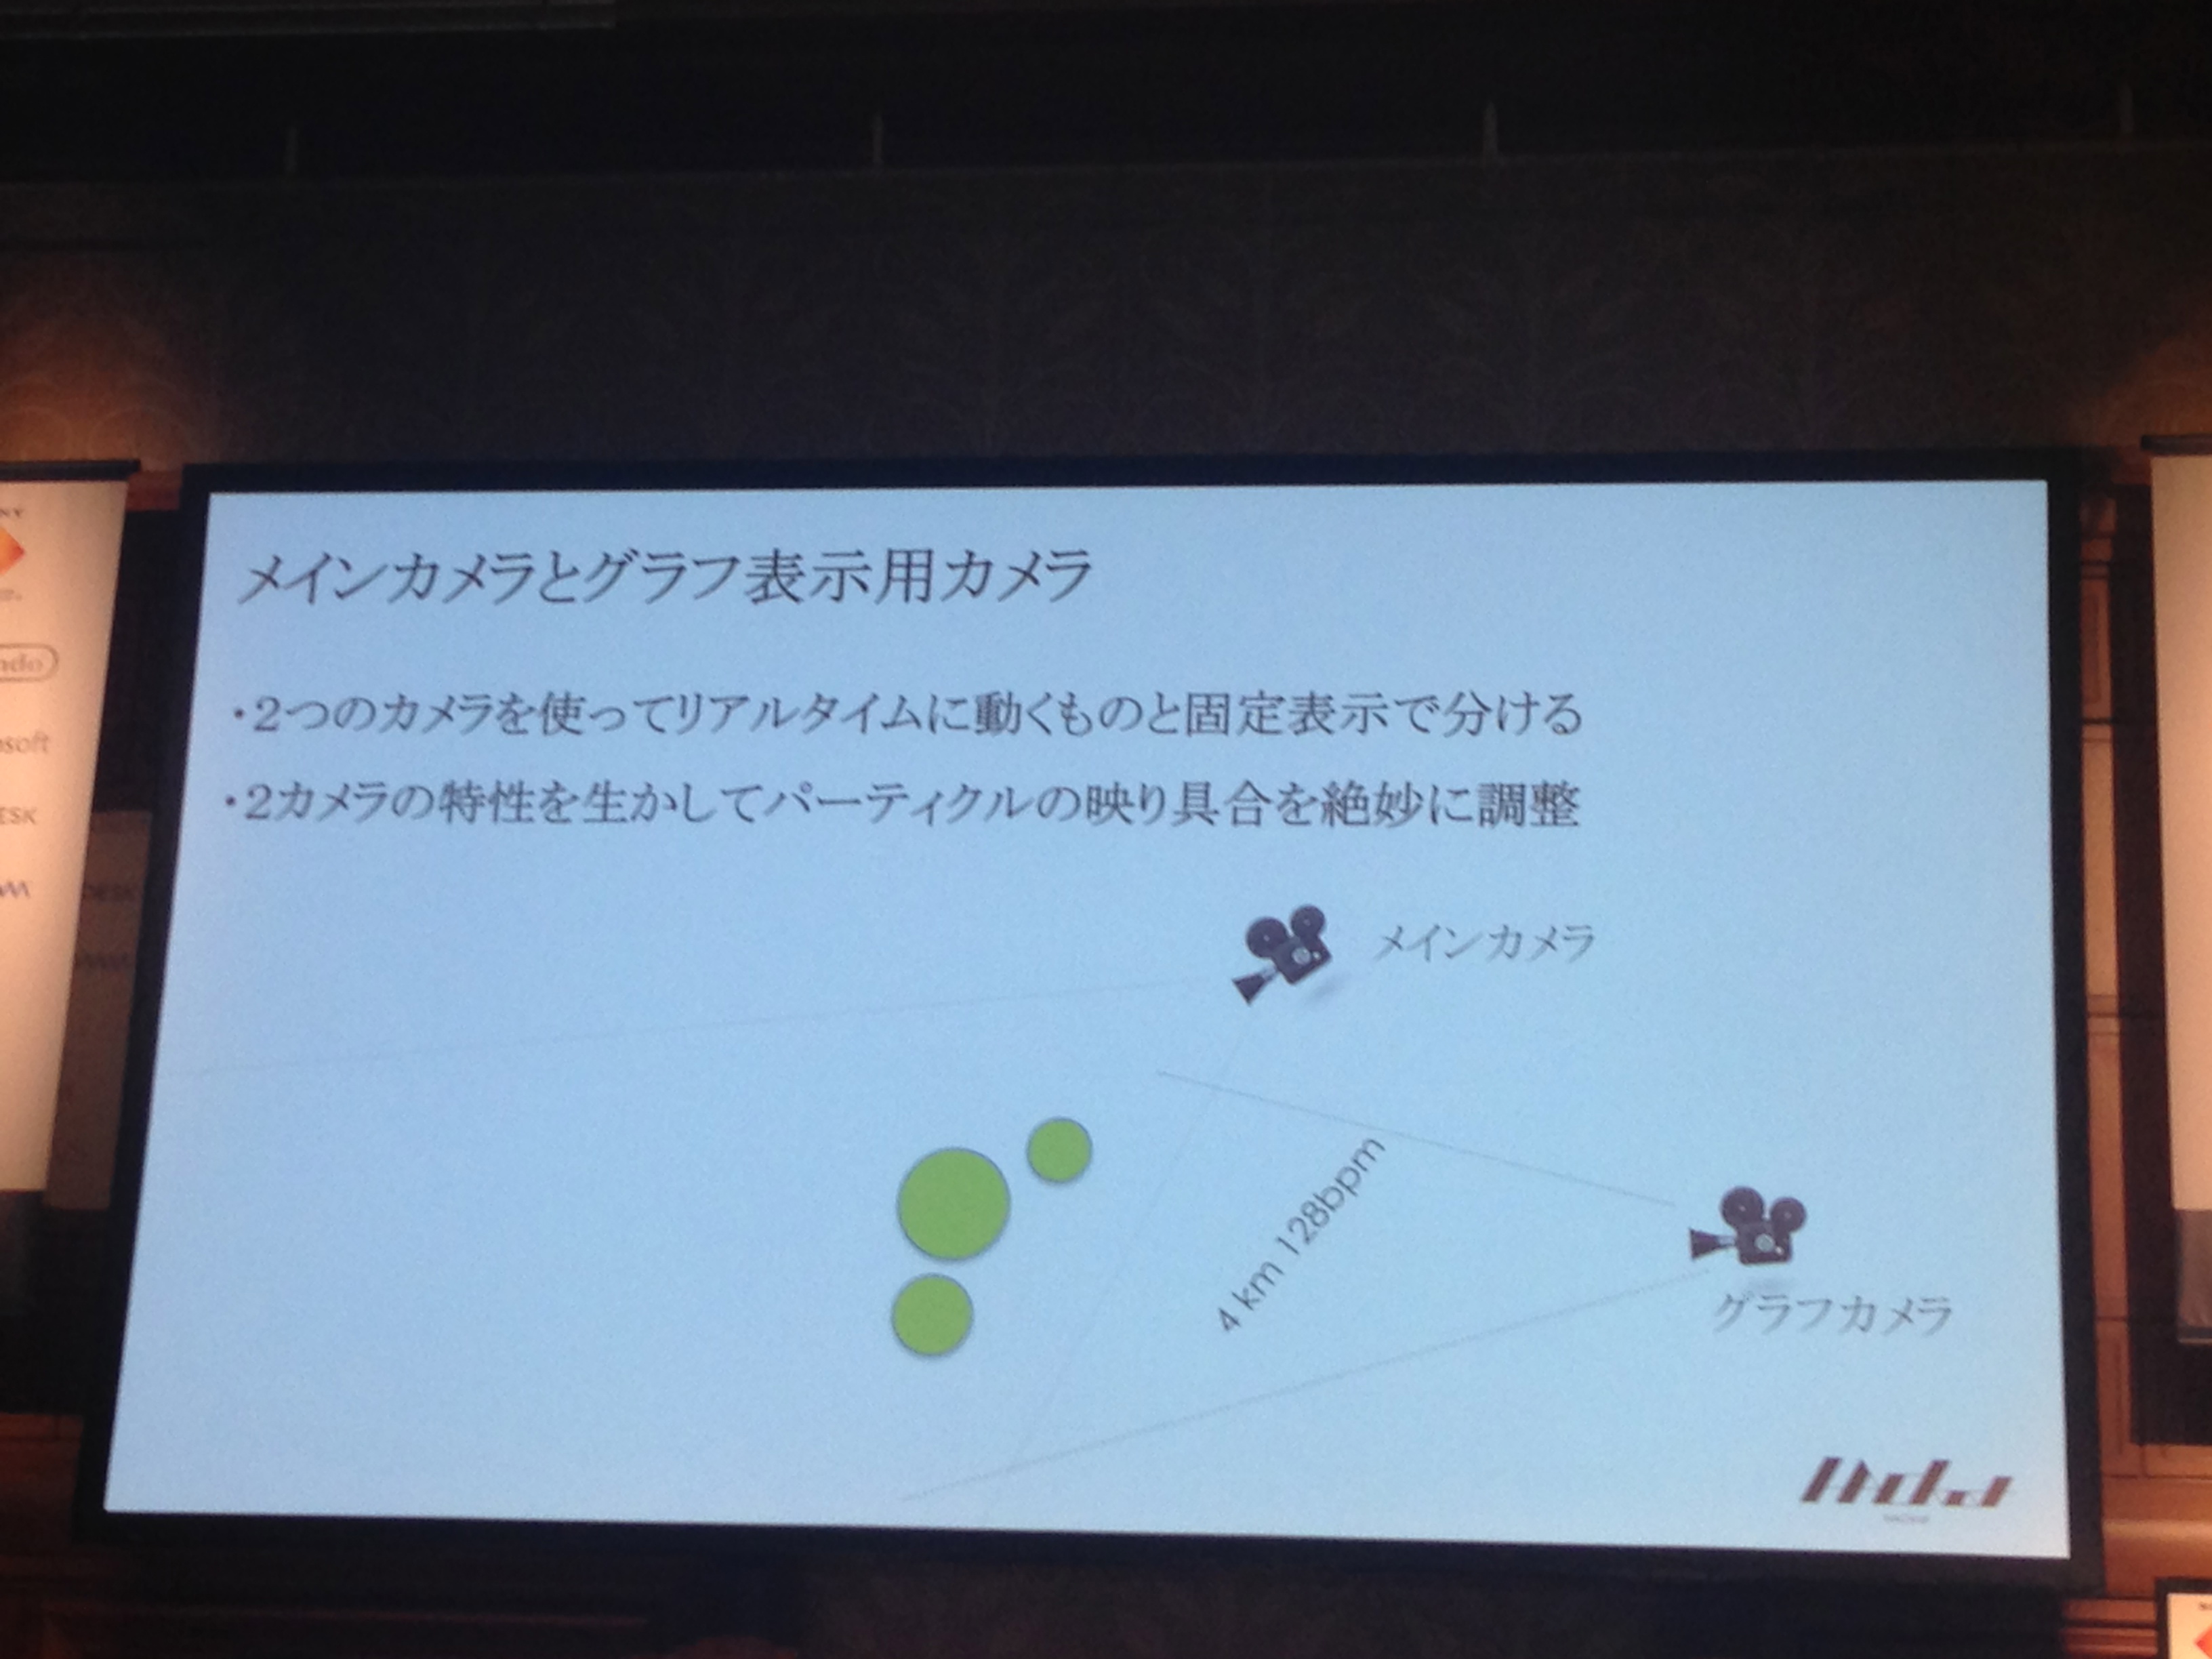 メインカメラとグラフ表示用カメラ
・2つのカメラを使ってリアルタイムに動くものと固定表示で分ける
・2カメラの特性を生かしてパーティクルの映り具合を絶妙に調整
メインカメラ
4 km 128bpm
グラフカメラ
ndo
soft
ESK
DESK